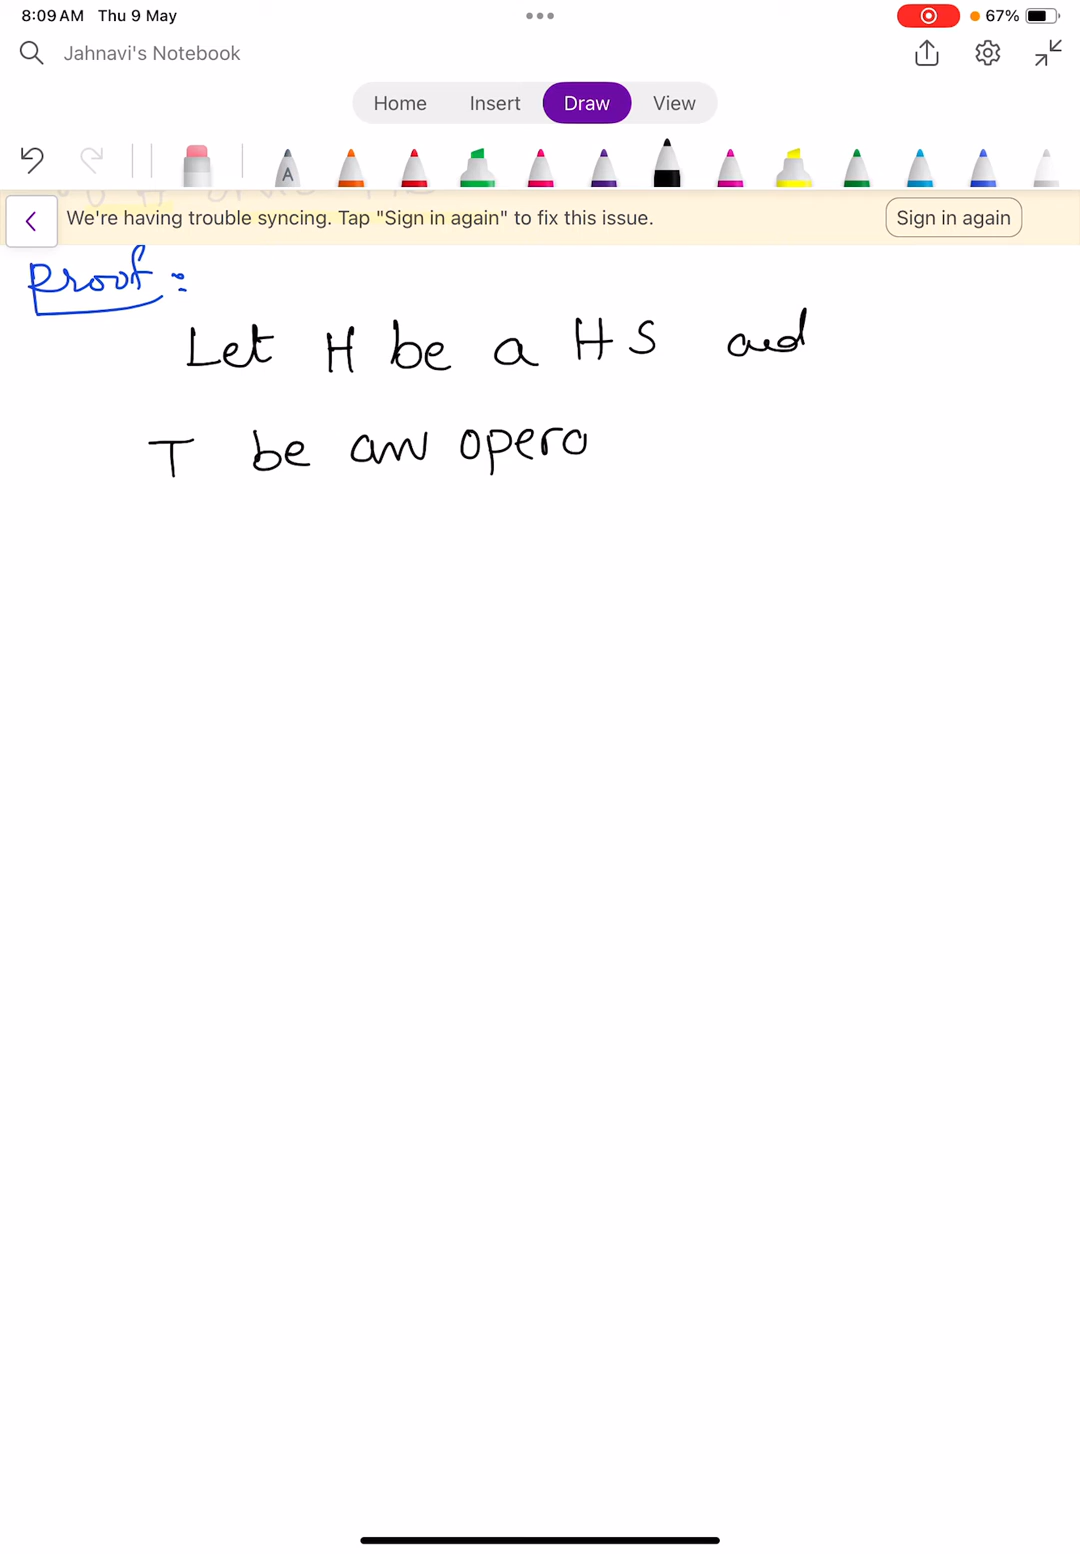 8:09 AM Thu 9 May
67%
Jahnavi's Notebook
Home Insert Draw View
A
We're having trouble syncing. Tap "Sign in again" to fix this issue.
Sign in again
Proof:
Let H be a HS and
T be an opera